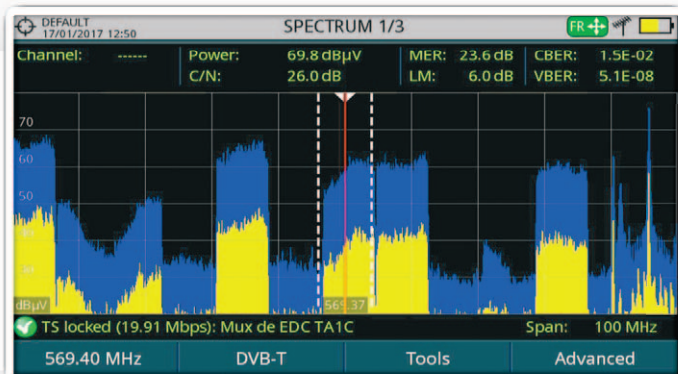 DEFAULT
17/01/2017 12:50
SPECTRUM 1/3
FR
Channel: ------ Power: 69.8 dBµV MER: 23.6 dB CBER: 1.5E-02
C/N: 26.0 dB LM: 6.0 dB VBER: 5.1E-08
70
60
50
dBµV
569.37
TS locked (19.91 Mbps): Mux de EDC TA1C Span: 100 MHz
569.40 MHz DVB-T Tools Advanced